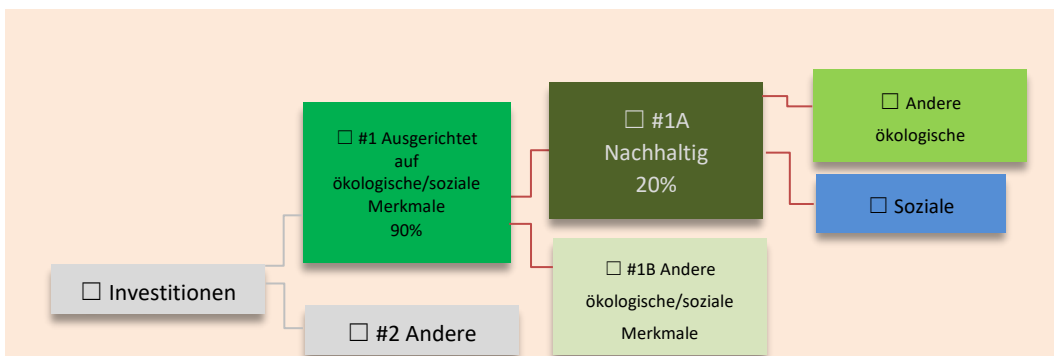 ☐ Investitionen
☐ #1 Ausgerichtet
auf
ökologische/soziale
Merkmale
90%
☐ #2 Andere
☐ #1A
Nachhaltig
20%
☐ #1B Andere
ökologische/soziale
Merkmale
☐ Andere
ökologische
☐ Soziale